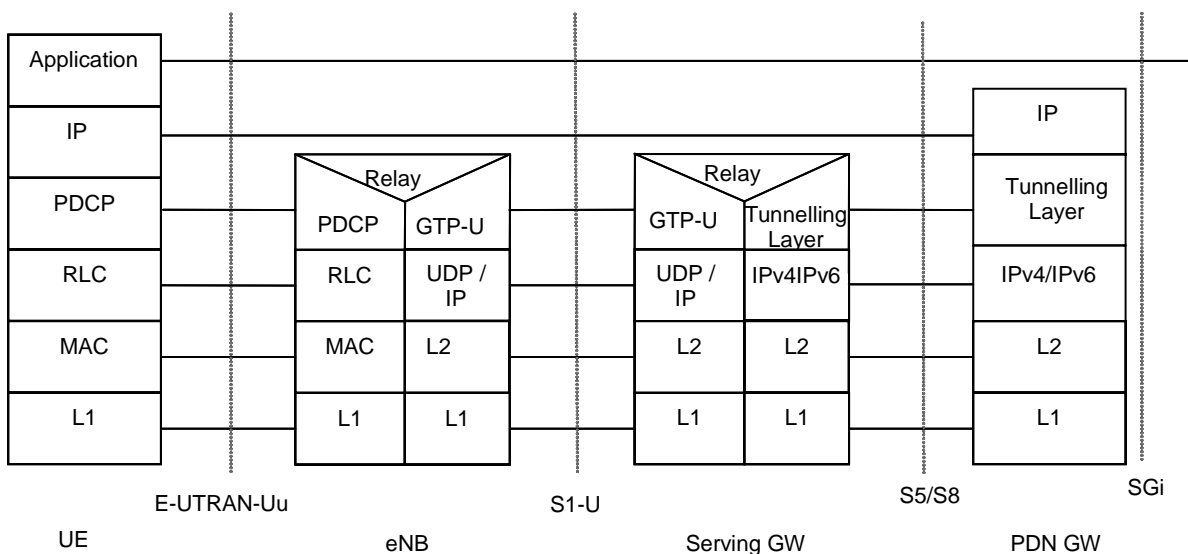 Application
IP
PDCP
RLC
MAC
L1
Relay
PDCP
GTP-U
RLC
UDP /
IP
MAC
L2
L1
L1
Relay
GTP-U
Tunnelling
Layer
UDP /
IP
IPv4IPv6
L2
L2
L1
L1
IP
Tunnelling
Layer
IPv4/IPv6
L2
L1
E-UTRAN-Uu
S1-U
S5/S8
SGi
UE
eNB
Serving GW
PDN GW